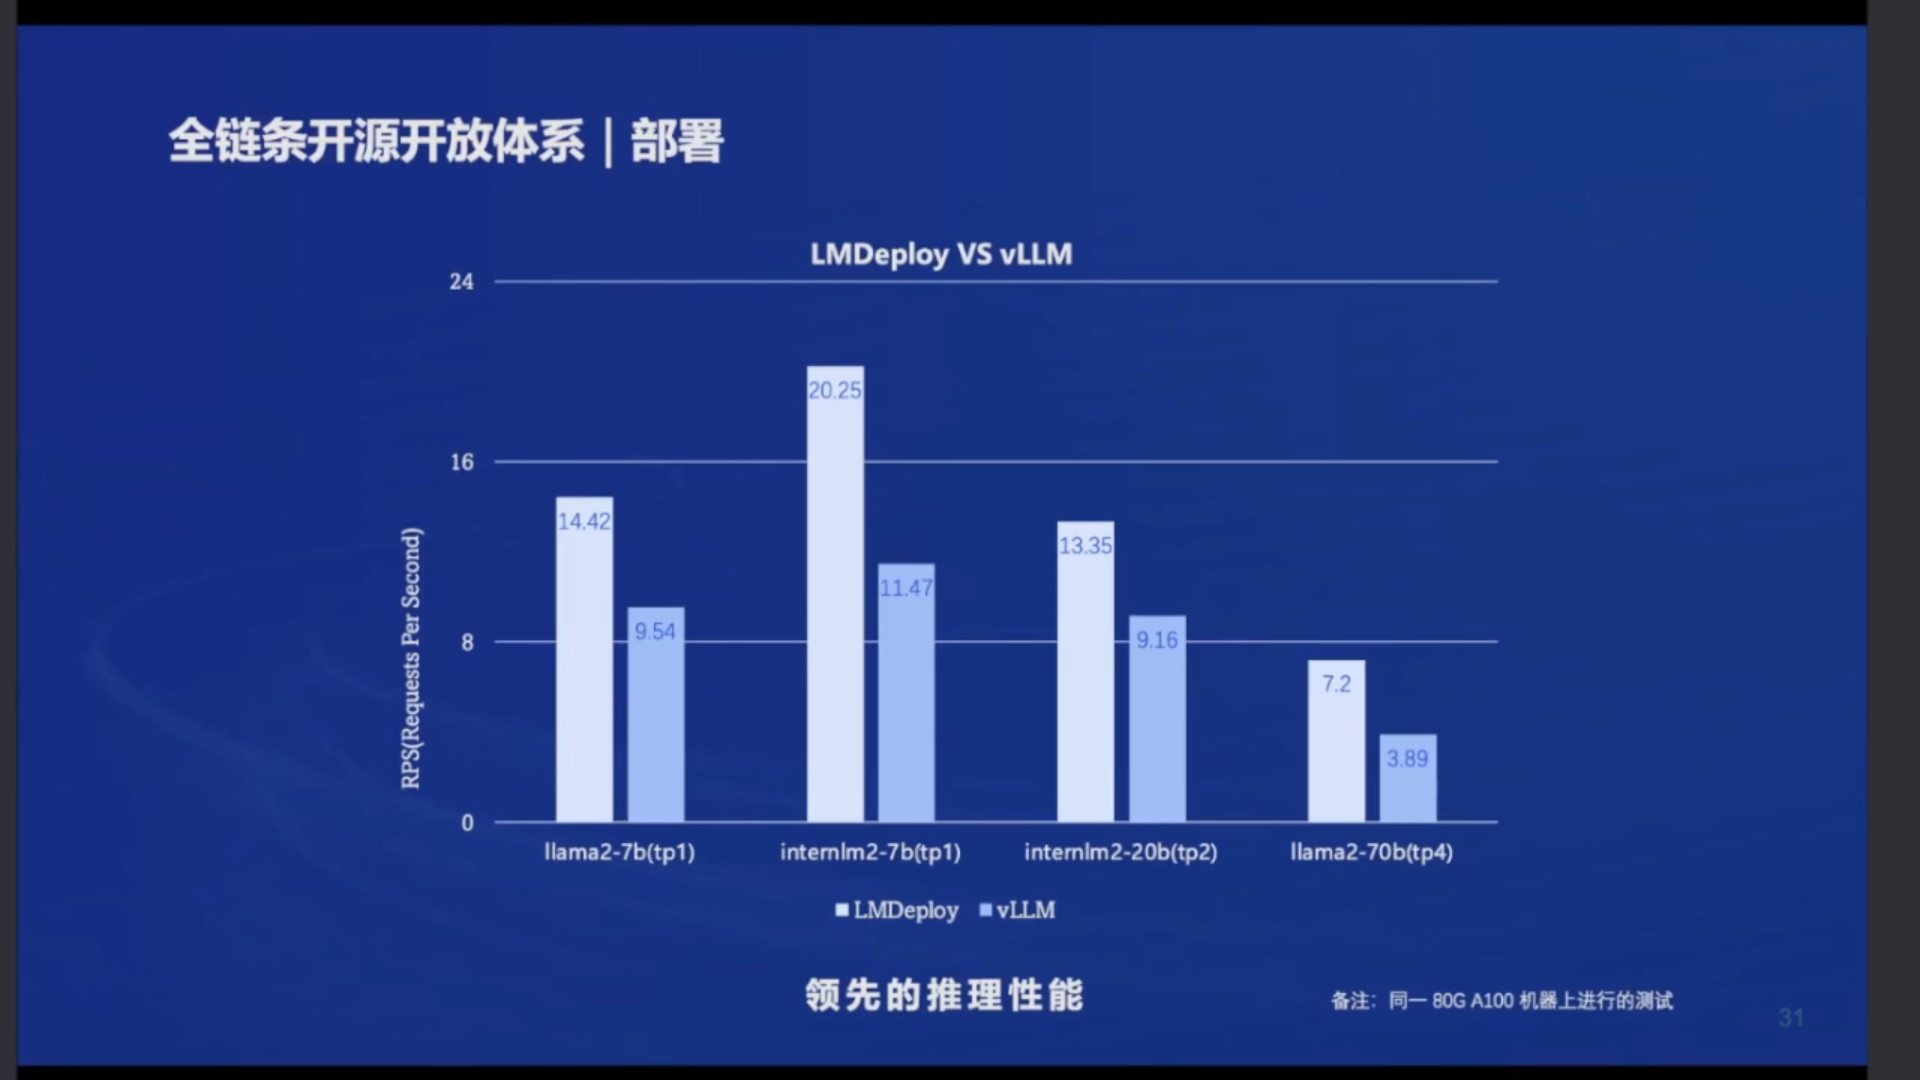 全链条开源开放体系｜部署
LMDeploy VS vLLM
24
16
8
0
RPS(Requests Per Second)
14.42
9.54
20.25
11.47
13.35
9.16
7.2
3.89
llama2-7b(tp1)
internlm2-7b(tp1)
internlm2-20b(tp2)
llama2-70b(tp4)
LMDeploy
vLLM
领先的推理性能
备注：同一 80G A100 机器上进行的测试
31